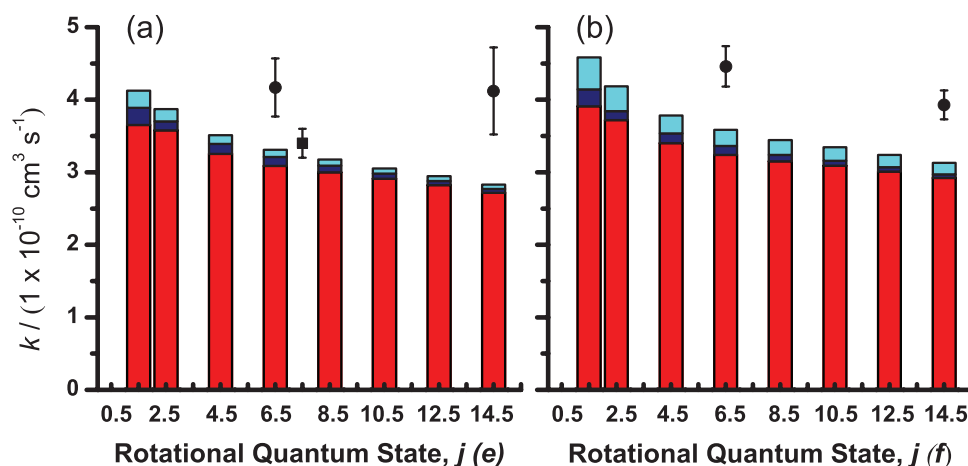 (a)
(b)
k / (1 x 10⁻¹⁰ cm³ s⁻¹)
5
4
3
2
1
0
0.5 2.5 4.5 6.5 8.5 10.5 12.5 14.5
0.5 2.5 4.5 6.5 8.5 10.5 12.5 14.5
Rotational Quantum State, j (e)
Rotational Quantum State, j (f)